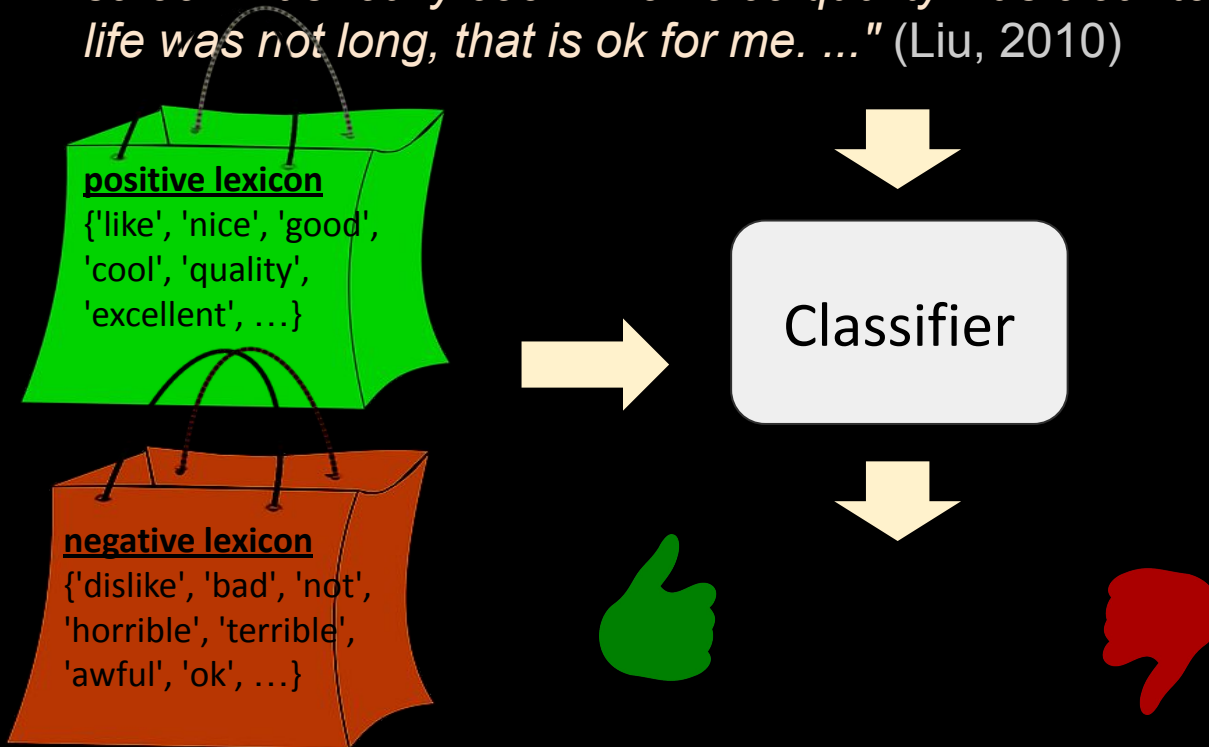 life was not long, that is ok for me. ..." (Liu, 2010)
positive lexicon
{'like', 'nice', 'good',
'cool', 'quality',
'excellent', …}
Classifier
negative lexicon
{'dislike', 'bad', 'not',
'horrible', 'terrible',
'awful', 'ok', …}